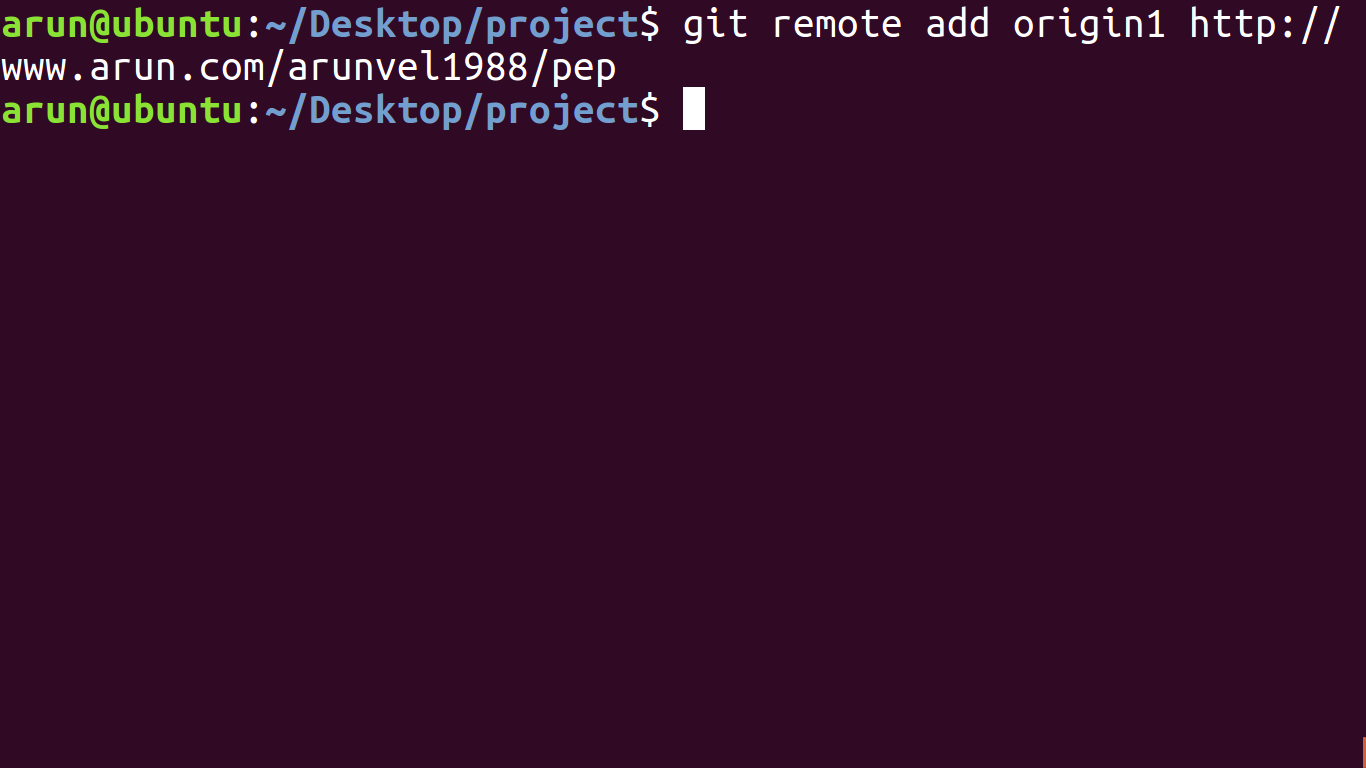 arun@ubuntu:~/Desktop/project$ git remote add origin1 http://
www.arun.com/arunvel1988/pep
arun@ubuntu:~/Desktop/project$